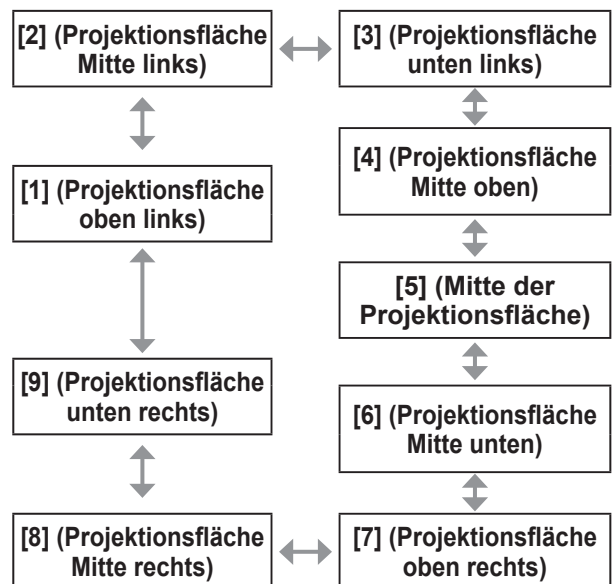 [2] (Projektionsfläche
Mitte links)
[3] (Projektionsfläche
unten links)
[1] (Projektionsfläche
oben links)
[4] (Projektionsfläche
Mitte oben)
[5] (Mitte der
Projektionsfläche)
[9] (Projektionsfläche
unten rechts)
[6] (Projektionsfläche
Mitte unten)
[8] (Projektionsfläche
Mitte rechts)
[7] (Projektionsfläche
oben rechts)